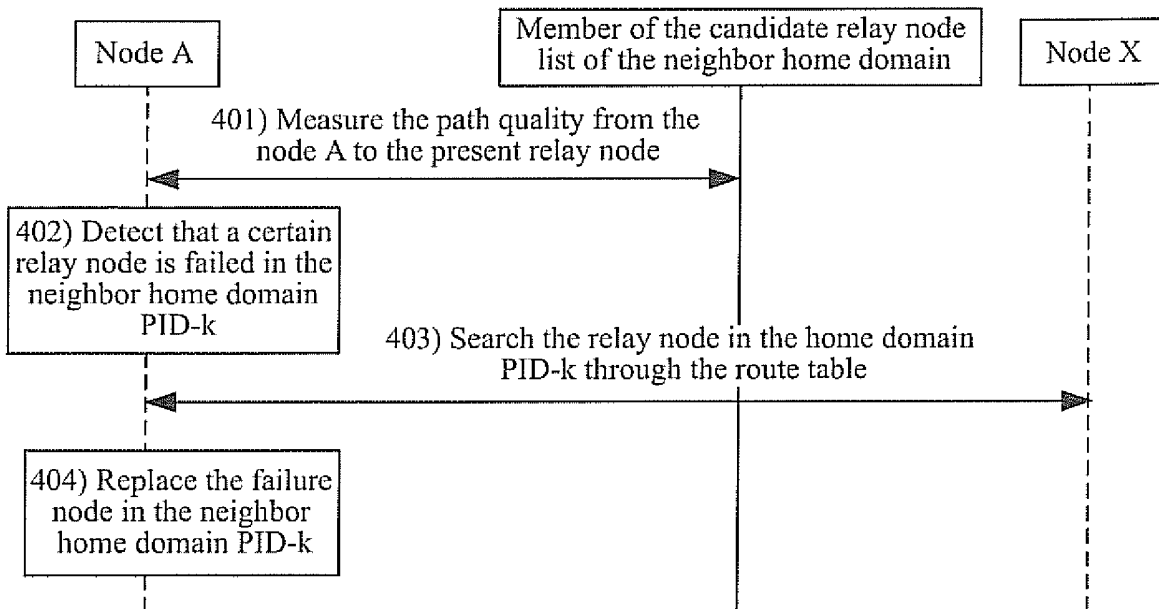 Node A
Member of the candidate relay node
list of the neighbor home domain
Node X
401) Measure the path quality from the
node A to the present relay node
402) Detect that a certain
relay node is failed in the
neighbor home domain
PID-k
403) Search the relay node in the home domain
PID-k through the route table
404) Replace the failure
node in the neighbor
home domain PID-k